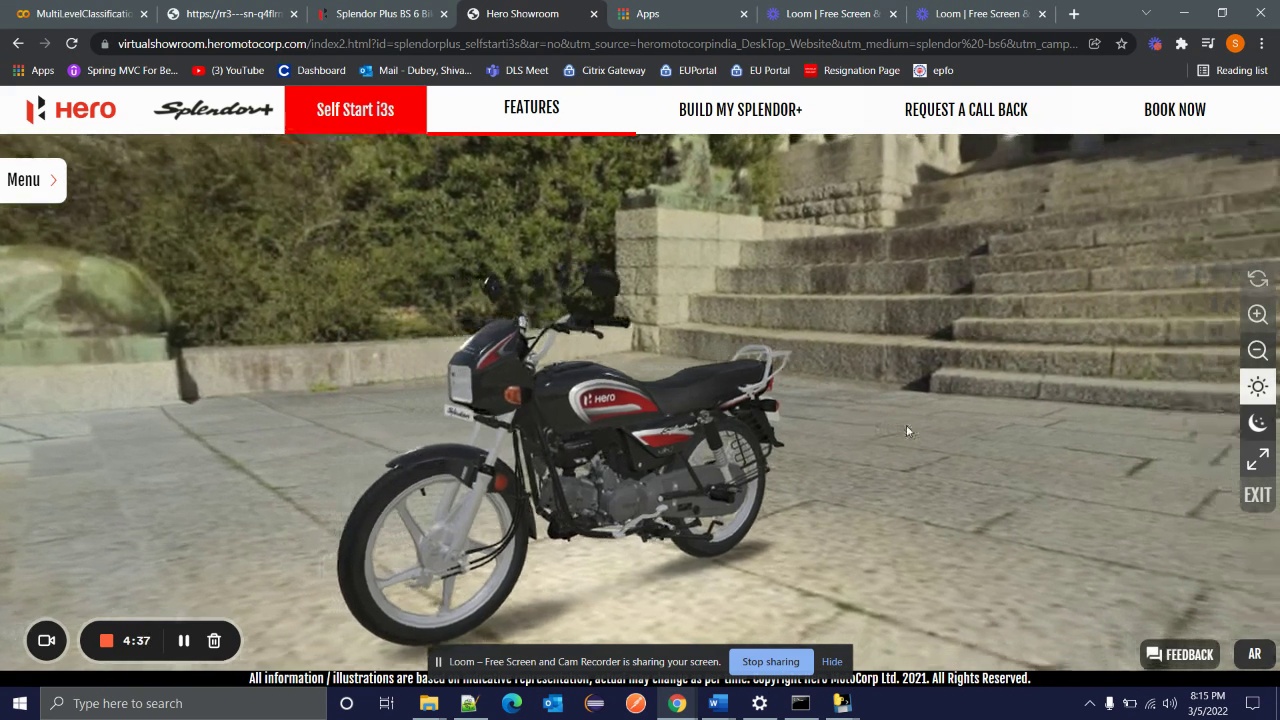 MultiLevelClassificatio
https://rr3---sn-q4flrn
Splendor Plus BS 6 Bi
Hero Showroom
Apps
Loom | Free Screen &
Loom | Free Screen &
virtualshowroom.heromotocorp.com/index2.html?id=splendorplus_selfstarti3s&at=no&utm_source=heromotocorpindia_DeskTop_Website&utm_medium=splendor%20-bs6&utm_camp...
S
Apps
Spring MVC For Be...
(3) YouTube
Dashboard
Mail - Dubey, Shiva...
DLS Meet
Citrix Gateway
EUPortal
EU Portal
Resignation Page
epfo
Reading list
Hero
Splendor+
Self Start i3s
FEATURES
BUILD MY SPLENDOR+
REQUEST A CALL BACK
BOOK NOW
Menu
Hero
Splendor+
Splendor
EXIT
4:37
FEEDBACK
AR
Loom – Free Screen and Cam Recorder is sharing your screen.
Stop sharing
Hide
All information / illustrations are based on indicative representation, actual may change as per time. Copyright Hero MotoCorp Ltd. 2021. All Rights Reserved.
Type here to search
8:15 PM
3/5/2022